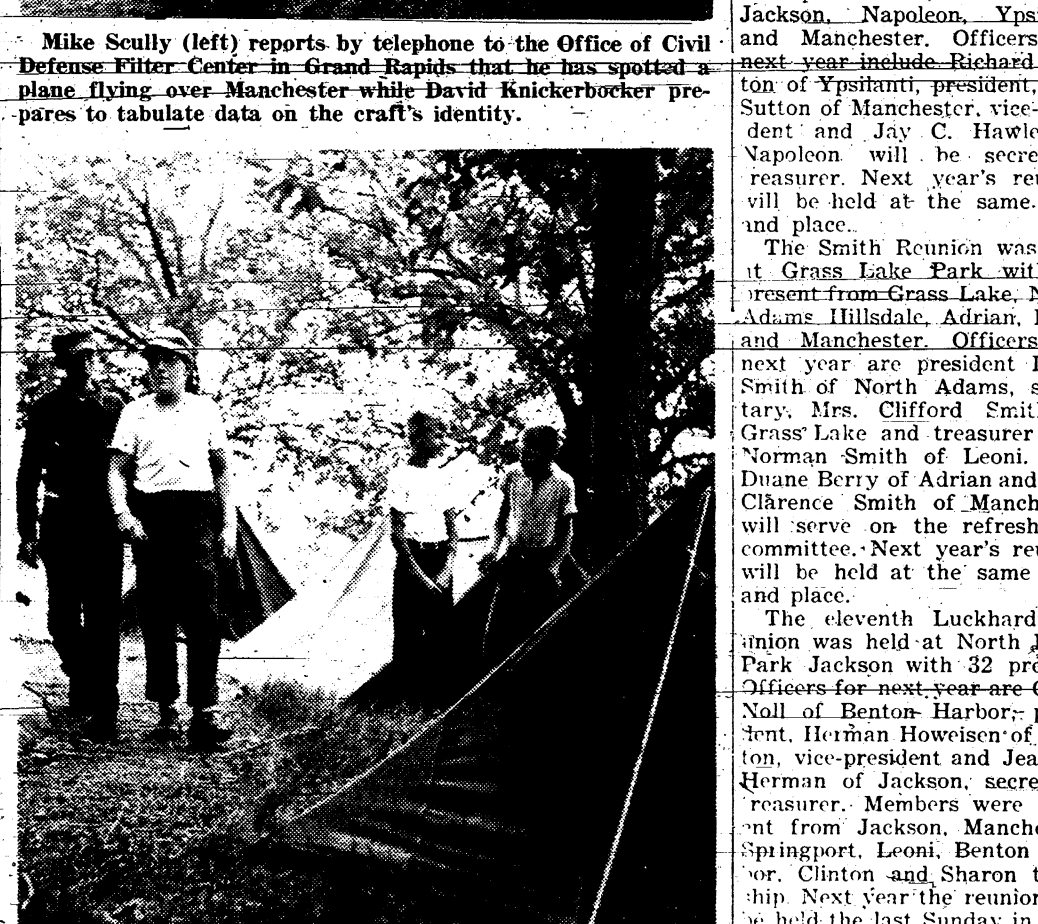 Mike Scully (left) reports by telephone to the Office of Civil
Defense Filter Center in Grand Rapids that he has spotted a
plane flying over Manchester while David Knickerbocker pre-
pares to tabulate data on the craft's identity.
Jackson, Napoleon, Yps
and Manchester. Officers
next year include Richard
ton of Ypsilanti, president,
Sutton of Manchester, vice-
dent and Jay C. Hawle
Napoleon will be secre
reasurer. Next year's reu
vill be held at the same
and place.
The Smith Reunion was
at Grass Lake Park wit
present from Grass Lake, N
Adams Hillsdale, Adrian,
and Manchester. Officers
next year are president
Smith of North Adams, s
tary, Mrs. Clifford Smit
Grass Lake and treasurer
Norman Smith of Leoni.
Duane Berry of Adrian and
Clarence Smith of Manch
will serve on the refresh
committee. Next year's reu
will be held at the same
and place.
The eleventh Luckhard
union was held at North
Park Jackson with 32 pre
Officers for next year are
Noll of Benton Harbor, p
dent, Herman Howeisen of
ton, vice-president and Jea
Herman of Jackson, secre
reasurer. Members were
ent from Jackson, Manche
Springport, Leoni, Benton
bor, Clinton and Sharon t
ship. Next year the reunion
be held the last Sunday in